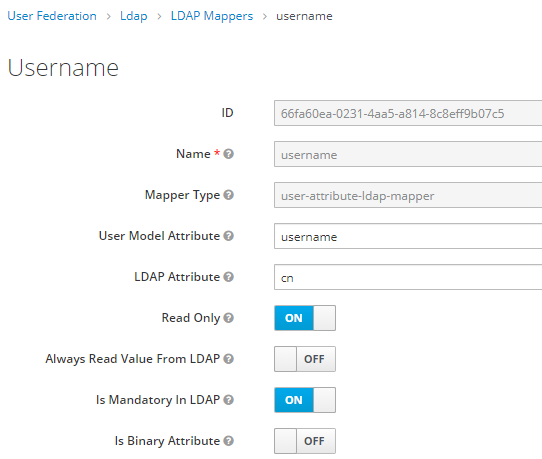 User Federation > Ldap > LDAP Mappers > username
Username
ID 66fa60ea-0231-4aa5-a814-8c8eff9b07c5
Name * username
Mapper Type user-attribute-ldap-mapper
User Model Attribute username
LDAP Attribute cn
Read Only ON
Always Read Value From LDAP OFF
Is Mandatory In LDAP ON
Is Binary Attribute OFF